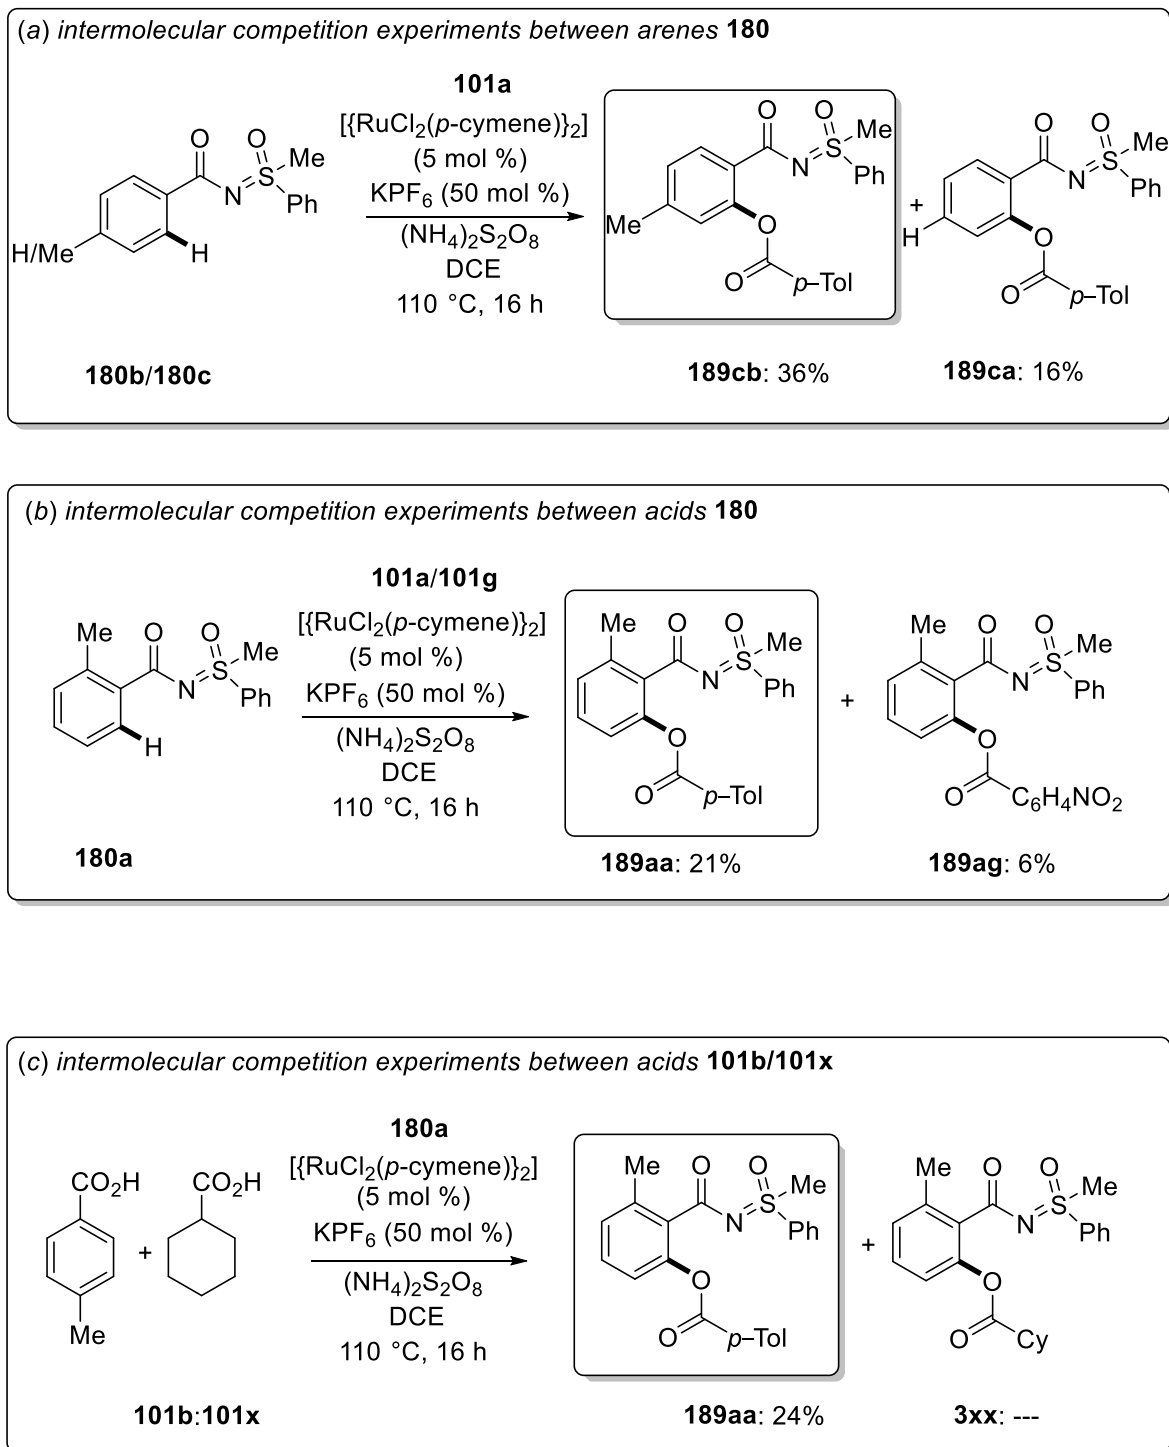 (a) intermolecular competition experiments between arenes 180
101a
[{RuCl2(p-cymene)}2]
(5 mol %)
KPF6 (50 mol %)
(NH4)2S2O8
DCE
110 °C, 16 h
O O
Me
N S
Ph
H/Me H
180b/180c
O O
Me
N S
Ph
Me O
O p–Tol
189cb: 36%
+
O O
Me
N S
Ph
H O
O p–Tol
189ca: 16%
(b) intermolecular competition experiments between acids 180
101a/101g
[{RuCl2(p-cymene)}2]
(5 mol %)
KPF6 (50 mol %)
(NH4)2S2O8
DCE
110 °C, 16 h
Me O O
Me
N S
Ph
H
180a
Me O O
Me
N S
Ph
O
O p–Tol
189aa: 21%
+
Me O O
Me
N S
Ph
O
O C6H4NO2
189ag: 6%
(c) intermolecular competition experiments between acids 101b/101x
180a
[{RuCl2(p-cymene)}2]
(5 mol %)
KPF6 (50 mol %)
(NH4)2S2O8
DCE
110 °C, 16 h
CO2H CO2H
+
Me
101b:101x
Me O O
Me
N S
Ph
O
O p–Tol
189aa: 24%
+
Me O O
Me
N S
Ph
O
O Cy
3xx: ---